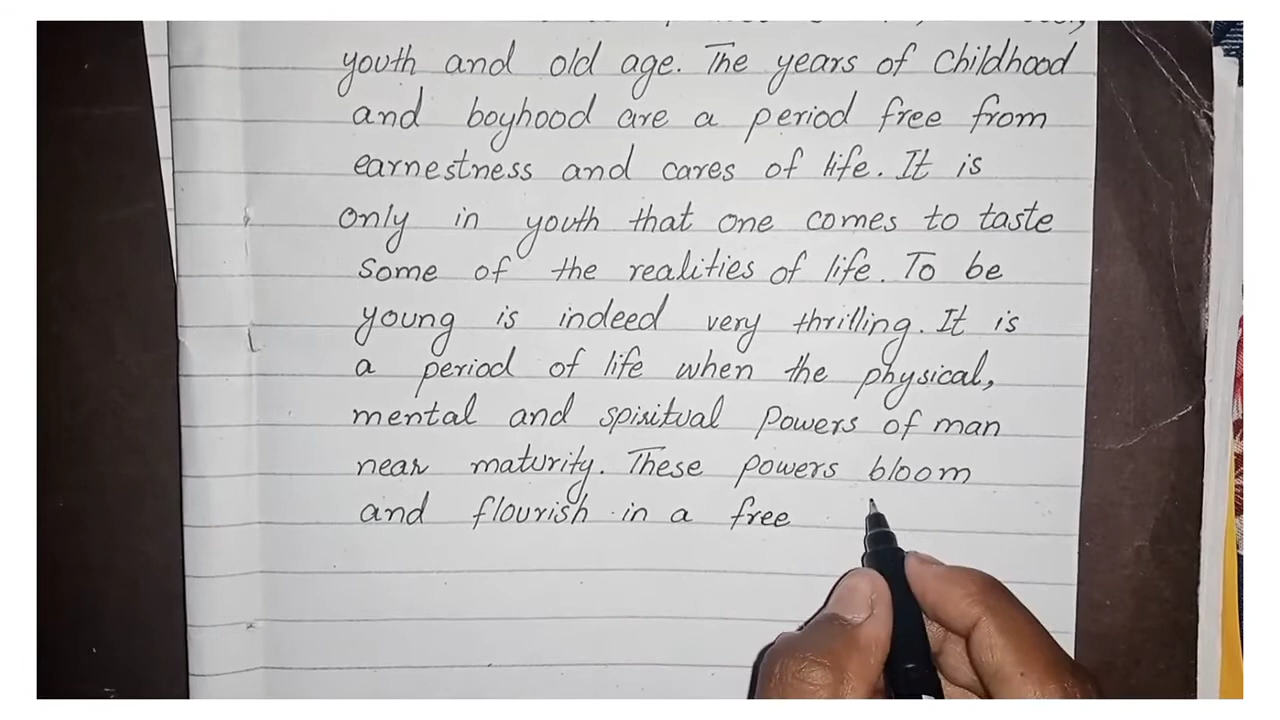 youth and old age. The years of Childhood
and boyhood are a period free from
earnestness and cares of life. It is
only in youth that one comes to taste
Some of the realities of life. To be
young is indeed very thrilling. It is
a period of life when the physical,
mental and spiritual Powers of man
near maturity. These powers bloom
and flourish in a free